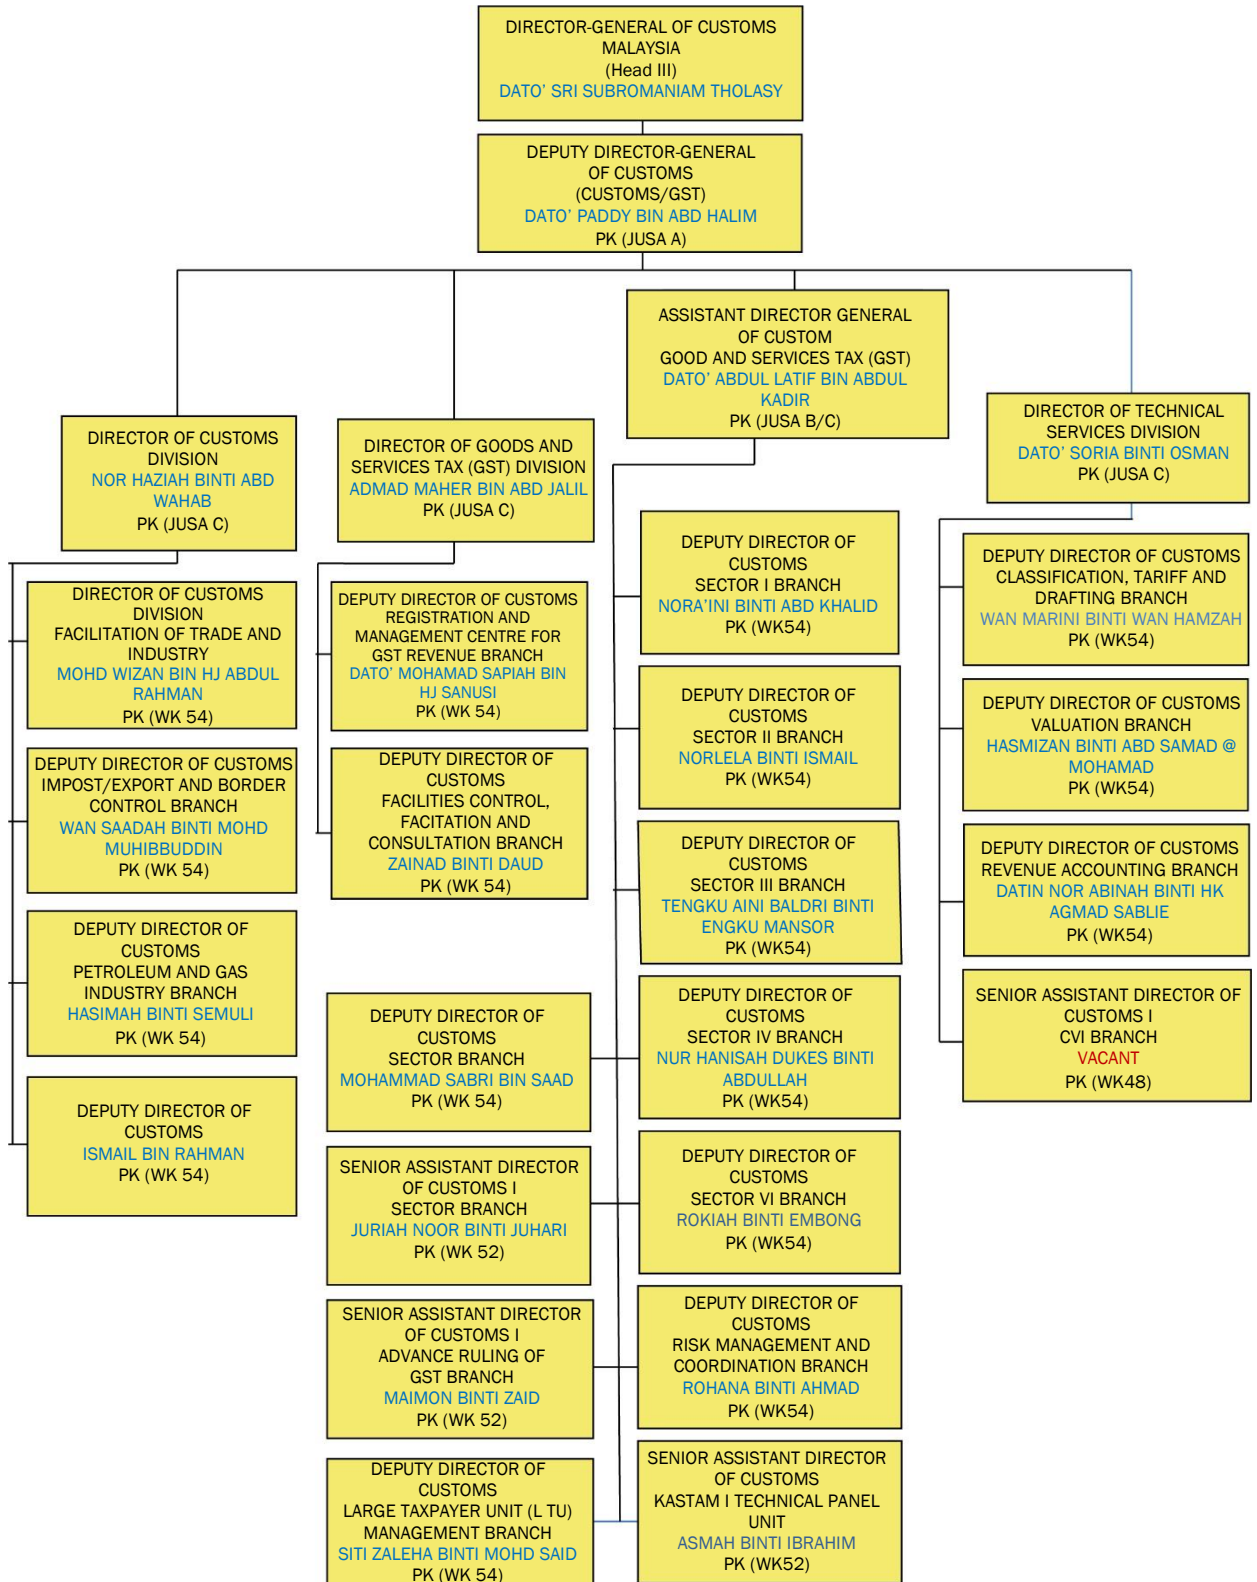 DIRECTOR-GENERAL OF CUSTOMS
MALAYSIA
(Head III)
DATO' SRI SUBROMANIAM THOLASY
DEPUTY DIRECTOR-GENERAL
OF CUSTOMS
(CUSTOMS/GST)
DATO' PADDY BIN ABD HALIM
PK (JUSA A)
DIRECTOR OF CUSTOMS
DIVISION
NOR HAZIAH BINTI ABD
WAHAB
PK (JUSA C)
DIRECTOR OF GOODS AND
SERVICES TAX (GST) DIVISION
ADMAD MAHER BIN ABD JALIL
PK (JUSA C)
ASSISTANT DIRECTOR GENERAL
OF CUSTOM
GOOD AND SERVICES TAX (GST)
DATO' ABDUL LATIF BIN ABDUL
KADIR
PK (JUSA B/C)
DIRECTOR OF TECHNICAL
SERVICES DIVISION
DATO' SORIA BINTI OSMAN
PK (JUSA C)
DIRECTOR OF CUSTOMS
DIVISION
FACILITATION OF TRADE AND
INDUSTRY
MOHD WIZAN BIN HJ ABDUL
RAHMAN
PK (WK 54)
DEPUTY DIRECTOR OF CUSTOMS
IMPOST/EXPORT AND BORDER
CONTROL BRANCH
WAN SAADAH BINTI MOHD
MUHIBBUDDIN
PK (WK 54)
DEPUTY DIRECTOR OF
CUSTOMS
PETROLEUM AND GAS
INDUSTRY BRANCH
HASIMAH BINTI SEMULI
PK (WK 54)
DEPUTY DIRECTOR OF
CUSTOMS
ISMAIL BIN RAHMAN
PK (WK 54)
DEPUTY DIRECTOR OF CUSTOMS
REGISTRATION AND
MANAGEMENT CENTRE FOR
GST REVENUE BRANCH
DATO' MOHAMAD SAPIAH BIN
HJ SANUSI
PK (WK 54)
DEPUTY DIRECTOR OF
CUSTOMS
FACILITIES CONTROL,
FACITATION AND
CONSULTATION BRANCH
ZAINAD BINTI DAUD
PK (WK 54)
DEPUTY DIRECTOR OF
CUSTOMS
SECTOR I BRANCH
NORA'INI BINTI ABD KHALID
PK (WK54)
DEPUTY DIRECTOR OF
CUSTOMS
SECTOR II BRANCH
NORLELA BINTI ISMAIL
PK (WK54)
DEPUTY DIRECTOR OF
CUSTOMS
SECTOR III BRANCH
TENGKU AINI BALDRI BINTI
ENGKU MANSOR
PK (WK54)
DEPUTY DIRECTOR OF
CUSTOMS
SECTOR BRANCH
MOHAMMAD SABRI BIN SAAD
PK (WK 54)
DEPUTY DIRECTOR OF
CUSTOMS
SECTOR IV BRANCH
NUR HANISAH DUKES BINTI
ABDULLAH
PK (WK54)
SENIOR ASSISTANT DIRECTOR
OF CUSTOMS I
SECTOR BRANCH
JURIAH NOOR BINTI JUHARI
PK (WK 52)
DEPUTY DIRECTOR OF
CUSTOMS
SECTOR VI BRANCH
ROKIAH BINTI EMBONG
PK (WK54)
SENIOR ASSISTANT DIRECTOR
OF CUSTOMS I
ADVANCE RULING OF
GST BRANCH
MAIMON BINTI ZAID
PK (WK 52)
DEPUTY DIRECTOR OF
CUSTOMS
RISK MANAGEMENT AND
COORDINATION BRANCH
ROHANA BINTI AHMAD
PK (WK54)
DEPUTY DIRECTOR OF
CUSTOMS
LARGE TAXPAYER UNIT (L TU)
MANAGEMENT BRANCH
SITI ZALEHA BINTI MOHD SAID
PK (WK 54)
SENIOR ASSISTANT DIRECTOR
OF CUSTOMS
KASTAM I TECHNICAL PANEL
UNIT
ASMAH BINTI IBRAHIM
PK (WK52)
DEPUTY DIRECTOR OF CUSTOMS
CLASSIFICATION, TARIFF AND
DRAFTING BRANCH
WAN MARINI BINTI WAN HAMZAH
PK (WK54)
DEPUTY DIRECTOR OF CUSTOMS
VALUATION BRANCH
HASMIZAN BINTI ABD SAMAD @
MOHAMAD
PK (WK54)
DEPUTY DIRECTOR OF CUSTOMS
REVENUE ACCOUNTING BRANCH
DATIN NOR ABINAH BINTI HK
AGMAD SABLIE
PK (WK54)
SENIOR ASSISTANT DIRECTOR OF
CUSTOMS I
CVI BRANCH
VACANT
PK (WK48)